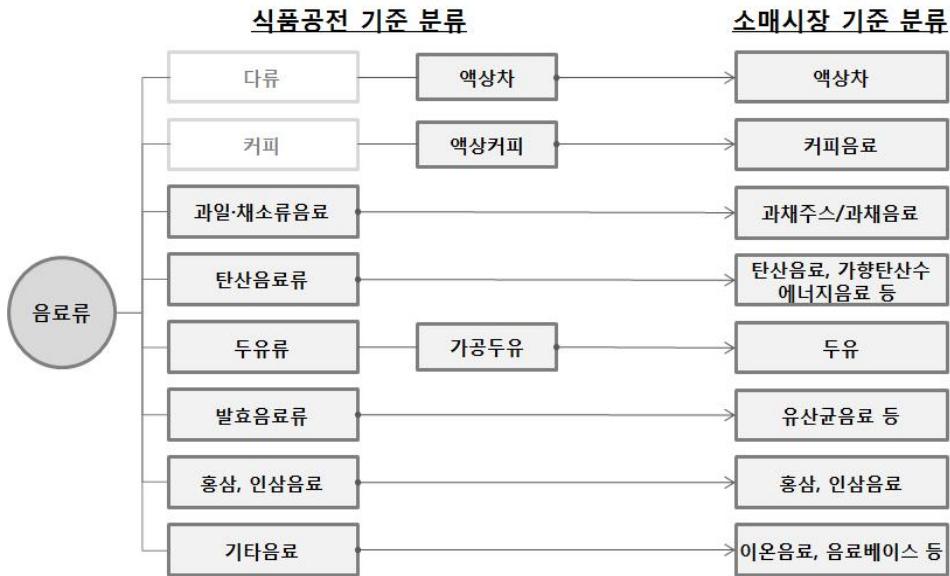 식품공전 기준 분류
소매시장 기준 분류
음료류
다류
액상차
액상차
커피
액상커피
커피음료
과일·채소류음료
과채주스/과채음료
탄산음료류
탄산음료, 가향탄산수
에너지음료 등
두유류
가공두유
두유
발효음료류
유산균음료 등
홍삼, 인삼음료
홍삼, 인삼음료
기타음료
이온음료, 음료베이스 등